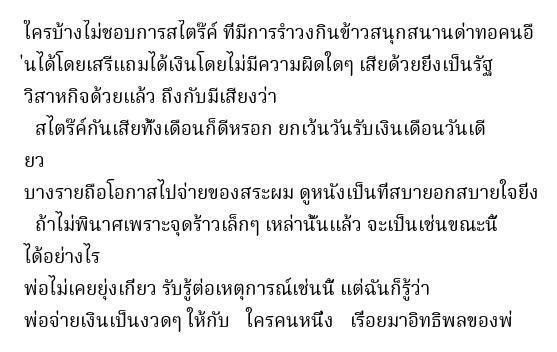 ใครบ้างไม่ชอบการสไตร๊ค์ ที่มีการรำวงกินข้าวสนุกสนานด่าทอคนอื
่นได้โดยเสรีแถมได้เงินโดยไม่มีความผิดใดๆ เสียด้วยยิ่งเป็นรัฐ
วิสาหกิจด้วยแล้ว ถึงกับมีเสียงว่า
สไตร๊ค์กันเสียทั้งเดือนก็ดีหรอก ยกเว้นวันรับเงินเดือนวันเดี
ยว
บางรายถือโอกาสไปจ่ายของสระผม ดูหนังเป็นที่สบายอกสบายใจยิ่ง
ถ้าไม่พินาศเพราะจุดร้าวเล็กๆ เหล่านั้นแล้ว จะเป็นเช่นขณะนี้
ได้อย่างไร
พ่อไม่เคยยุ่งเกี่ยว รับรู้ต่อเหตุการณ์เช่นนี้ แต่ฉันก็รู้ว่า
พ่อจ่ายเงินเป็นงวดๆ ให้กับ ใครคนหนึ่ง เรื่อยมาอิทธิพลของพ่